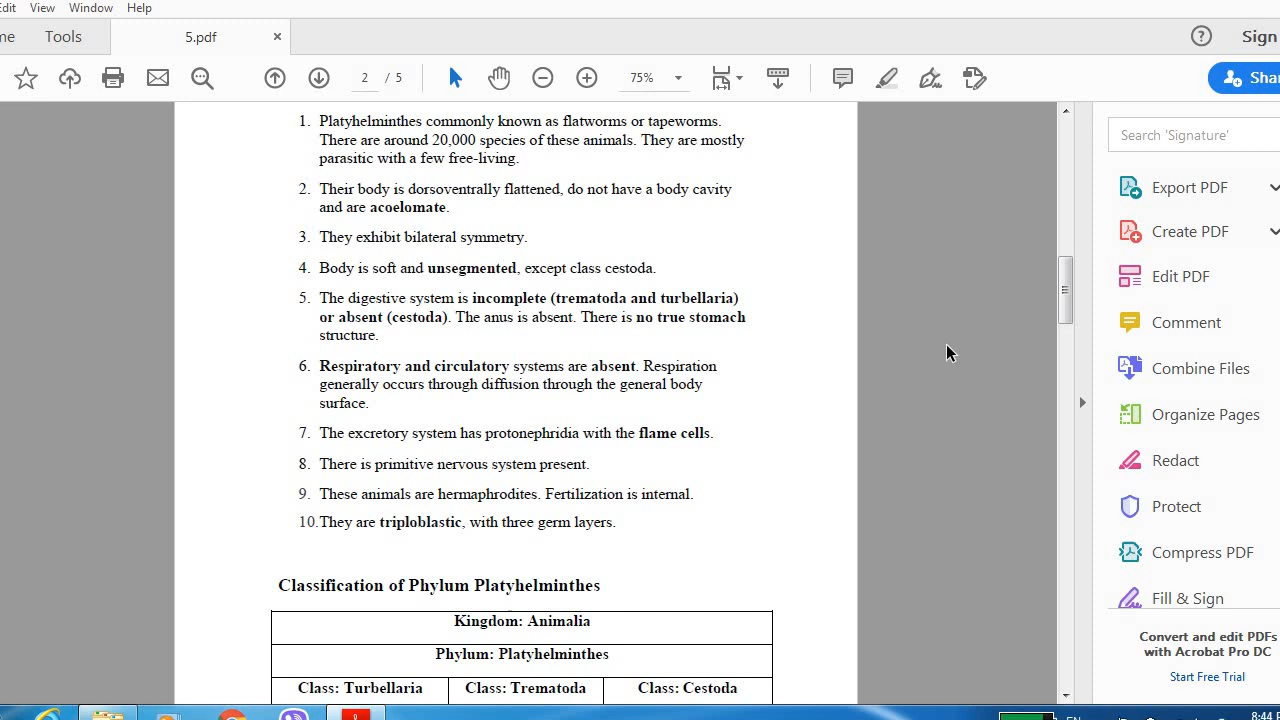 Edit View Window Help
me Tools 5.pdf × ? Sign
2 / 5 75% Shar
1. Platyhelminthes commonly known as flatworms or tapeworms.
There are around 20,000 species of these animals. They are mostly
parasitic with a few free-living.
2. Their body is dorsoventrally flattened, do not have a body cavity
and are acoelomate.
3. They exhibit bilateral symmetry.
4. Body is soft and unsegmented, except class cestoda.
5. The digestive system is incomplete (trematoda and turbellaria)
or absent (cestoda). The anus is absent. There is no true stomach
structure.
6. Respiratory and circulatory systems are absent. Respiration
generally occurs through diffusion through the general body
surface.
7. The excretory system has protonephridia with the flame cells.
8. There is primitive nervous system present.
9. These animals are hermaphrodites. Fertilization is internal.
10.They are triploblastic, with three germ layers.
Classification of Phylum Platyhelminthes
Kingdom: Animalia
Phylum: Platyhelminthes
Class: Turbellaria Class: Trematoda Class: Cestoda
Search 'Signature'
Export PDF
Create PDF
Edit PDF
Comment
Combine Files
Organize Pages
Redact
Protect
Compress PDF
Fill & Sign
Convert and edit PDFs
with Acrobat Pro DC
Start Free Trial
EN 8:44 P